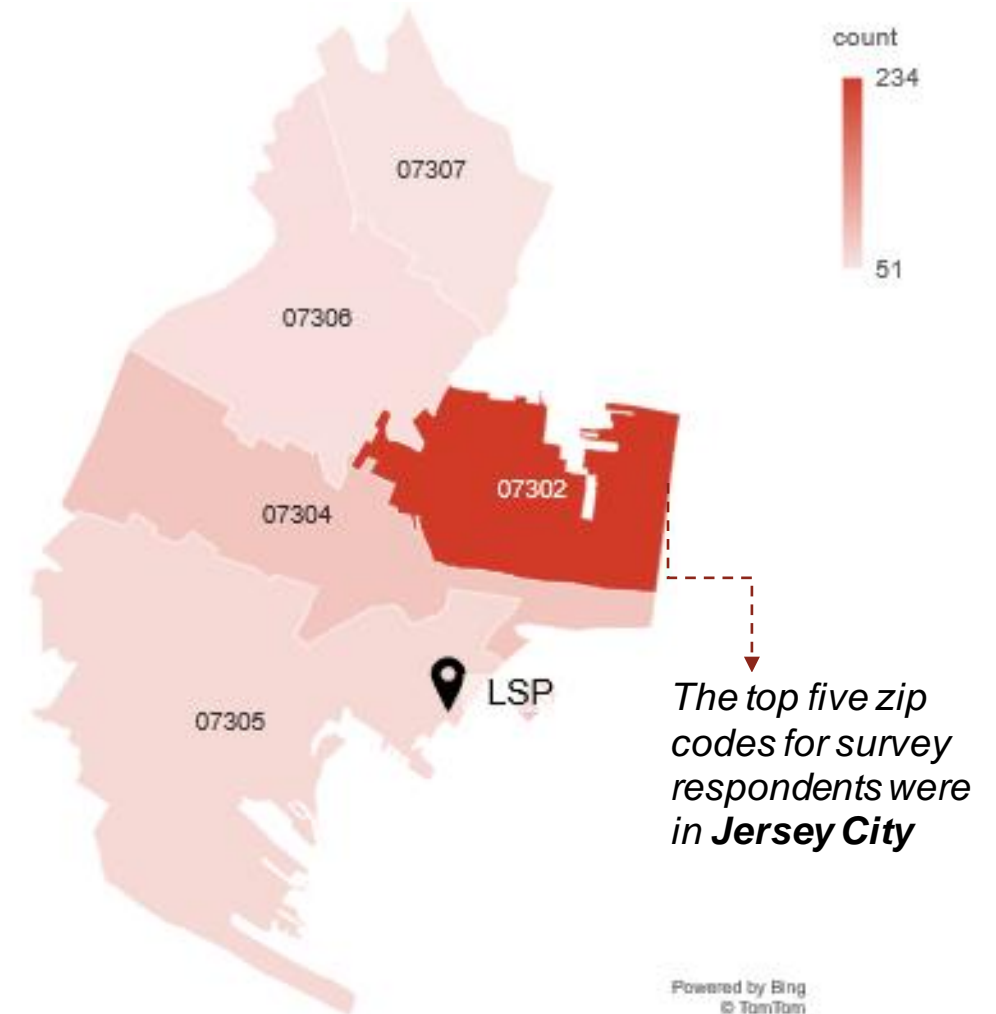 count
234
51
07307
07306
07302
07304
LSP
07305
The top five zip
codes for survey
respondents were
in Jersey City
Powered by Bing
© TomTom